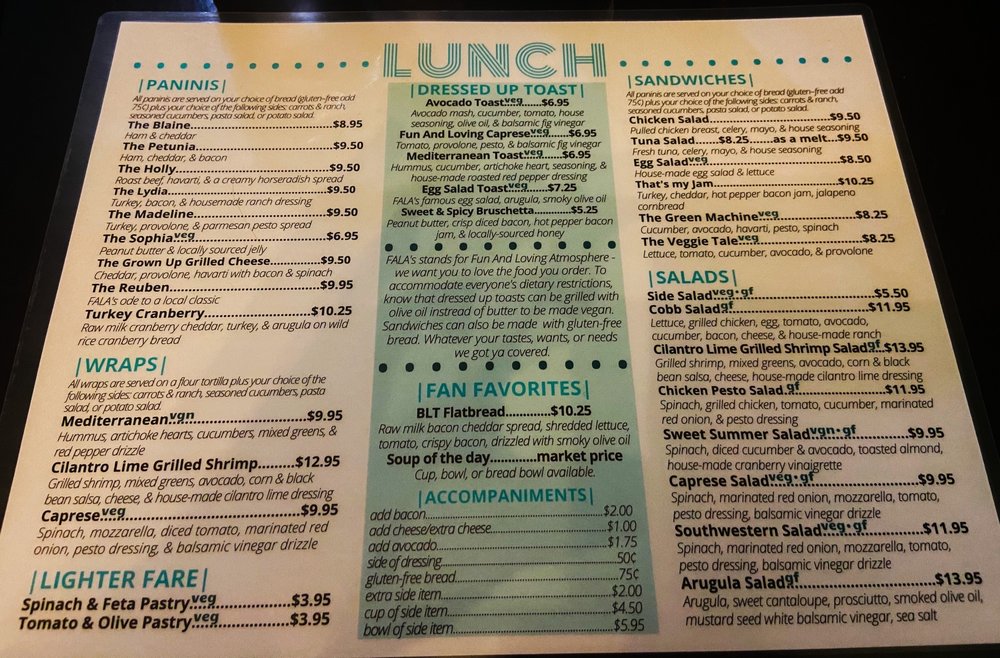 LUNCH
|PANINIS|
All paninis are served on your choice of bread (gluten-free add
75¢) plus your choice of the following sides: carrots & ranch,
seasoned cucumbers, pasta salad, or potato salad.
The Blaine...$8.95
Ham & cheddar
The Petunia...$9.50
Ham, cheddar, & bacon
The Holly...$9.50
Roast beef, havarti, & a creamy horseradish spread
The Lydia...$9.50
Turkey, bacon, & housemade ranch dressing
The Madeline...$9.50
Turkey, provolone, & parmesan pesto spread
The Sophia veg...$6.95
Peanut butter & locally sourced jelly
The Grown Up Grilled Cheese...$9.50
Cheddar, provolone, havarti with bacon & spinach
The Reuben...$9.95
FALA's ode to a local classic
Turkey Cranberry...$10.25
Raw milk cranberry cheddar, turkey, & arugula on wild
rice cranberry bread
|WRAPS|
All wraps are served on a flour tortilla plus your choice of the
following sides: carrots & ranch, seasoned cucumbers, pasta
salad, or potato salad.
Mediterranean vgn...$9.95
Hummus, artichoke hearts, cucumbers, mixed greens, &
red pepper drizzle
Cilantro Lime Grilled Shrimp...$12.95
Grilled shrimp, mixed greens, avocado, corn & black
bean salsa, cheese, & house-made cilantro lime dressing
Caprese veg...$9.95
Spinach, mozzarella, diced tomato, marinated red
onion, pesto dressing, & balsamic vinegar drizzle
|LIGHTER FARE|
Spinach & Feta Pastry veg...$3.95
Tomato & Olive Pastry veg...$3.95
|DRESSED UP TOAST|
Avocado Toast veg...$6.95
Avocado mash, cucumber, tomato, house
seasoning, olive oil, & balsamic fig vinegar
Fun And Loving Caprese veg...$6.95
Tomato, provolone, pesto, & balsamic fig vinegar
Mediterranean Toast veg...$6.95
Hummus, cucumber, artichoke heart, seasoning, &
house-made roasted red pepper dressing
Egg Salad Toast veg...$7.25
FALA's famous egg salad, arugula, smoky olive oil
Sweet & Spicy Bruschetta...$5.25
Peanut butter, crisp diced bacon, hot pepper bacon
jam, & locally-sourced honey
FALA's stands for Fun And Loving Atmosphere -
we want you to love the food you order. To
accommodate everyone's dietary restrictions,
know that dressed up toasts can be grilled with
olive oil instread of butter to be made vegan.
Sandwiches can also be made with gluten-free
bread. Whatever your tastes, wants, or needs
we got ya covered.
|FAN FAVORITES|
BLT Flatbread...$10.25
Raw milk bacon cheddar spread, shredded lettuce,
tomato, crispy bacon, drizzled with smoky olive oil
Soup of the day...market price
Cup, bowl, or bread bowl available.
|ACCOMPANIMENTS|
add bacon...$2.00
add cheese/extra cheese...$1.00
add avocado...$1.75
side of dressing...50¢
gluten-free bread...75¢
extra side item...$2.00
cup of side item...$4.50
bowl of side item...$5.95
|SANDWICHES|
All paninis are served on your choice of bread (gluten-free add
75¢) plus your choice of the following sides: carrots & ranch,
seasoned cucumbers, pasta salad, or potato salad.
Chicken Salad...$9.50
Pulled chicken breast, celery, mayo, & house seasoning
Tuna Salad...$8.25...as a melt...$9.50
Fresh tuna, celery, mayo, & house seasoning
Egg Salad veg...$8.50
House-made egg salad & lettuce
That's my Jam...$10.25
Turkey, cheddar, hot pepper bacon jam, jalapeno
cornbread
The Green Machine veg...$8.25
Cucumber, avocado, havarti, pesto, spinach
The Veggie Tale veg...$8.25
Lettuce, tomato, cucumber, avocado, & provolone
|SALADS|
Side Salad veg•gf...$5.50
Cobb Salad gf...$11.95
Lettuce, grilled chicken, egg, tomato, avocado,
cucumber, bacon, cheese, & house-made ranch
Cilantro Lime Grilled Shrimp Salad gf...$13.95
Grilled shrimp, mixed greens, avocado, corn & black
bean salsa, cheese, house-made cilantro lime dressing
Chicken Pesto Salad gf...$11.95
Spinach, grilled chicken, tomato, cucumber, marinated
red onion, & pesto dressing
Sweet Summer Salad vgn•gf...$9.95
Spinach, diced cucumber & avocado, toasted almond,
house-made cranberry vinaigrette
Caprese Salad veg•gf...$9.95
Spinach, marinated red onion, mozzarella, tomato,
pesto dressing, balsamic vinegar drizzle
Southwestern Salad veg•gf...$11.95
Spinach, marinated red onion, mozzarella, tomato,
pesto dressing, balsamic vinegar drizzle
Arugula Salad gf...$13.95
Arugula, sweet cantaloupe, prosciutto, smoked olive oil,
mustard seed white balsamic vinegar, sea salt